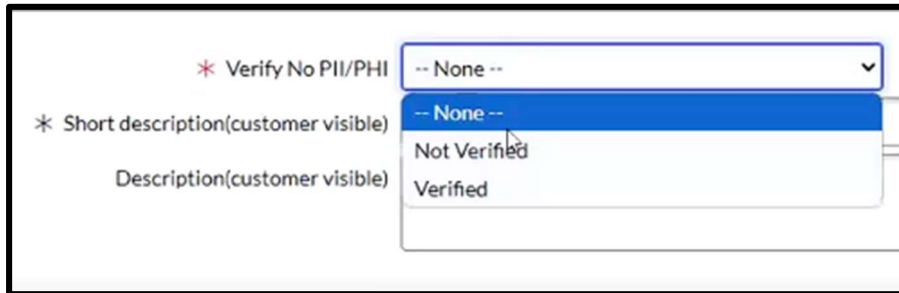 * Verify No PII/PHI -- None --
-- None --
* Short description(customer visible)
Not Verified
Description(customer visible)
Verified